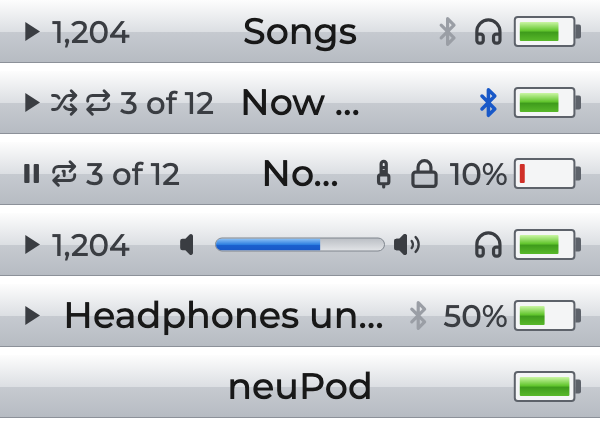 1,204 Songs
3 of 12 Now ...
3 of 12 No... 10%
1,204
Headphones un... 50%
neuPod